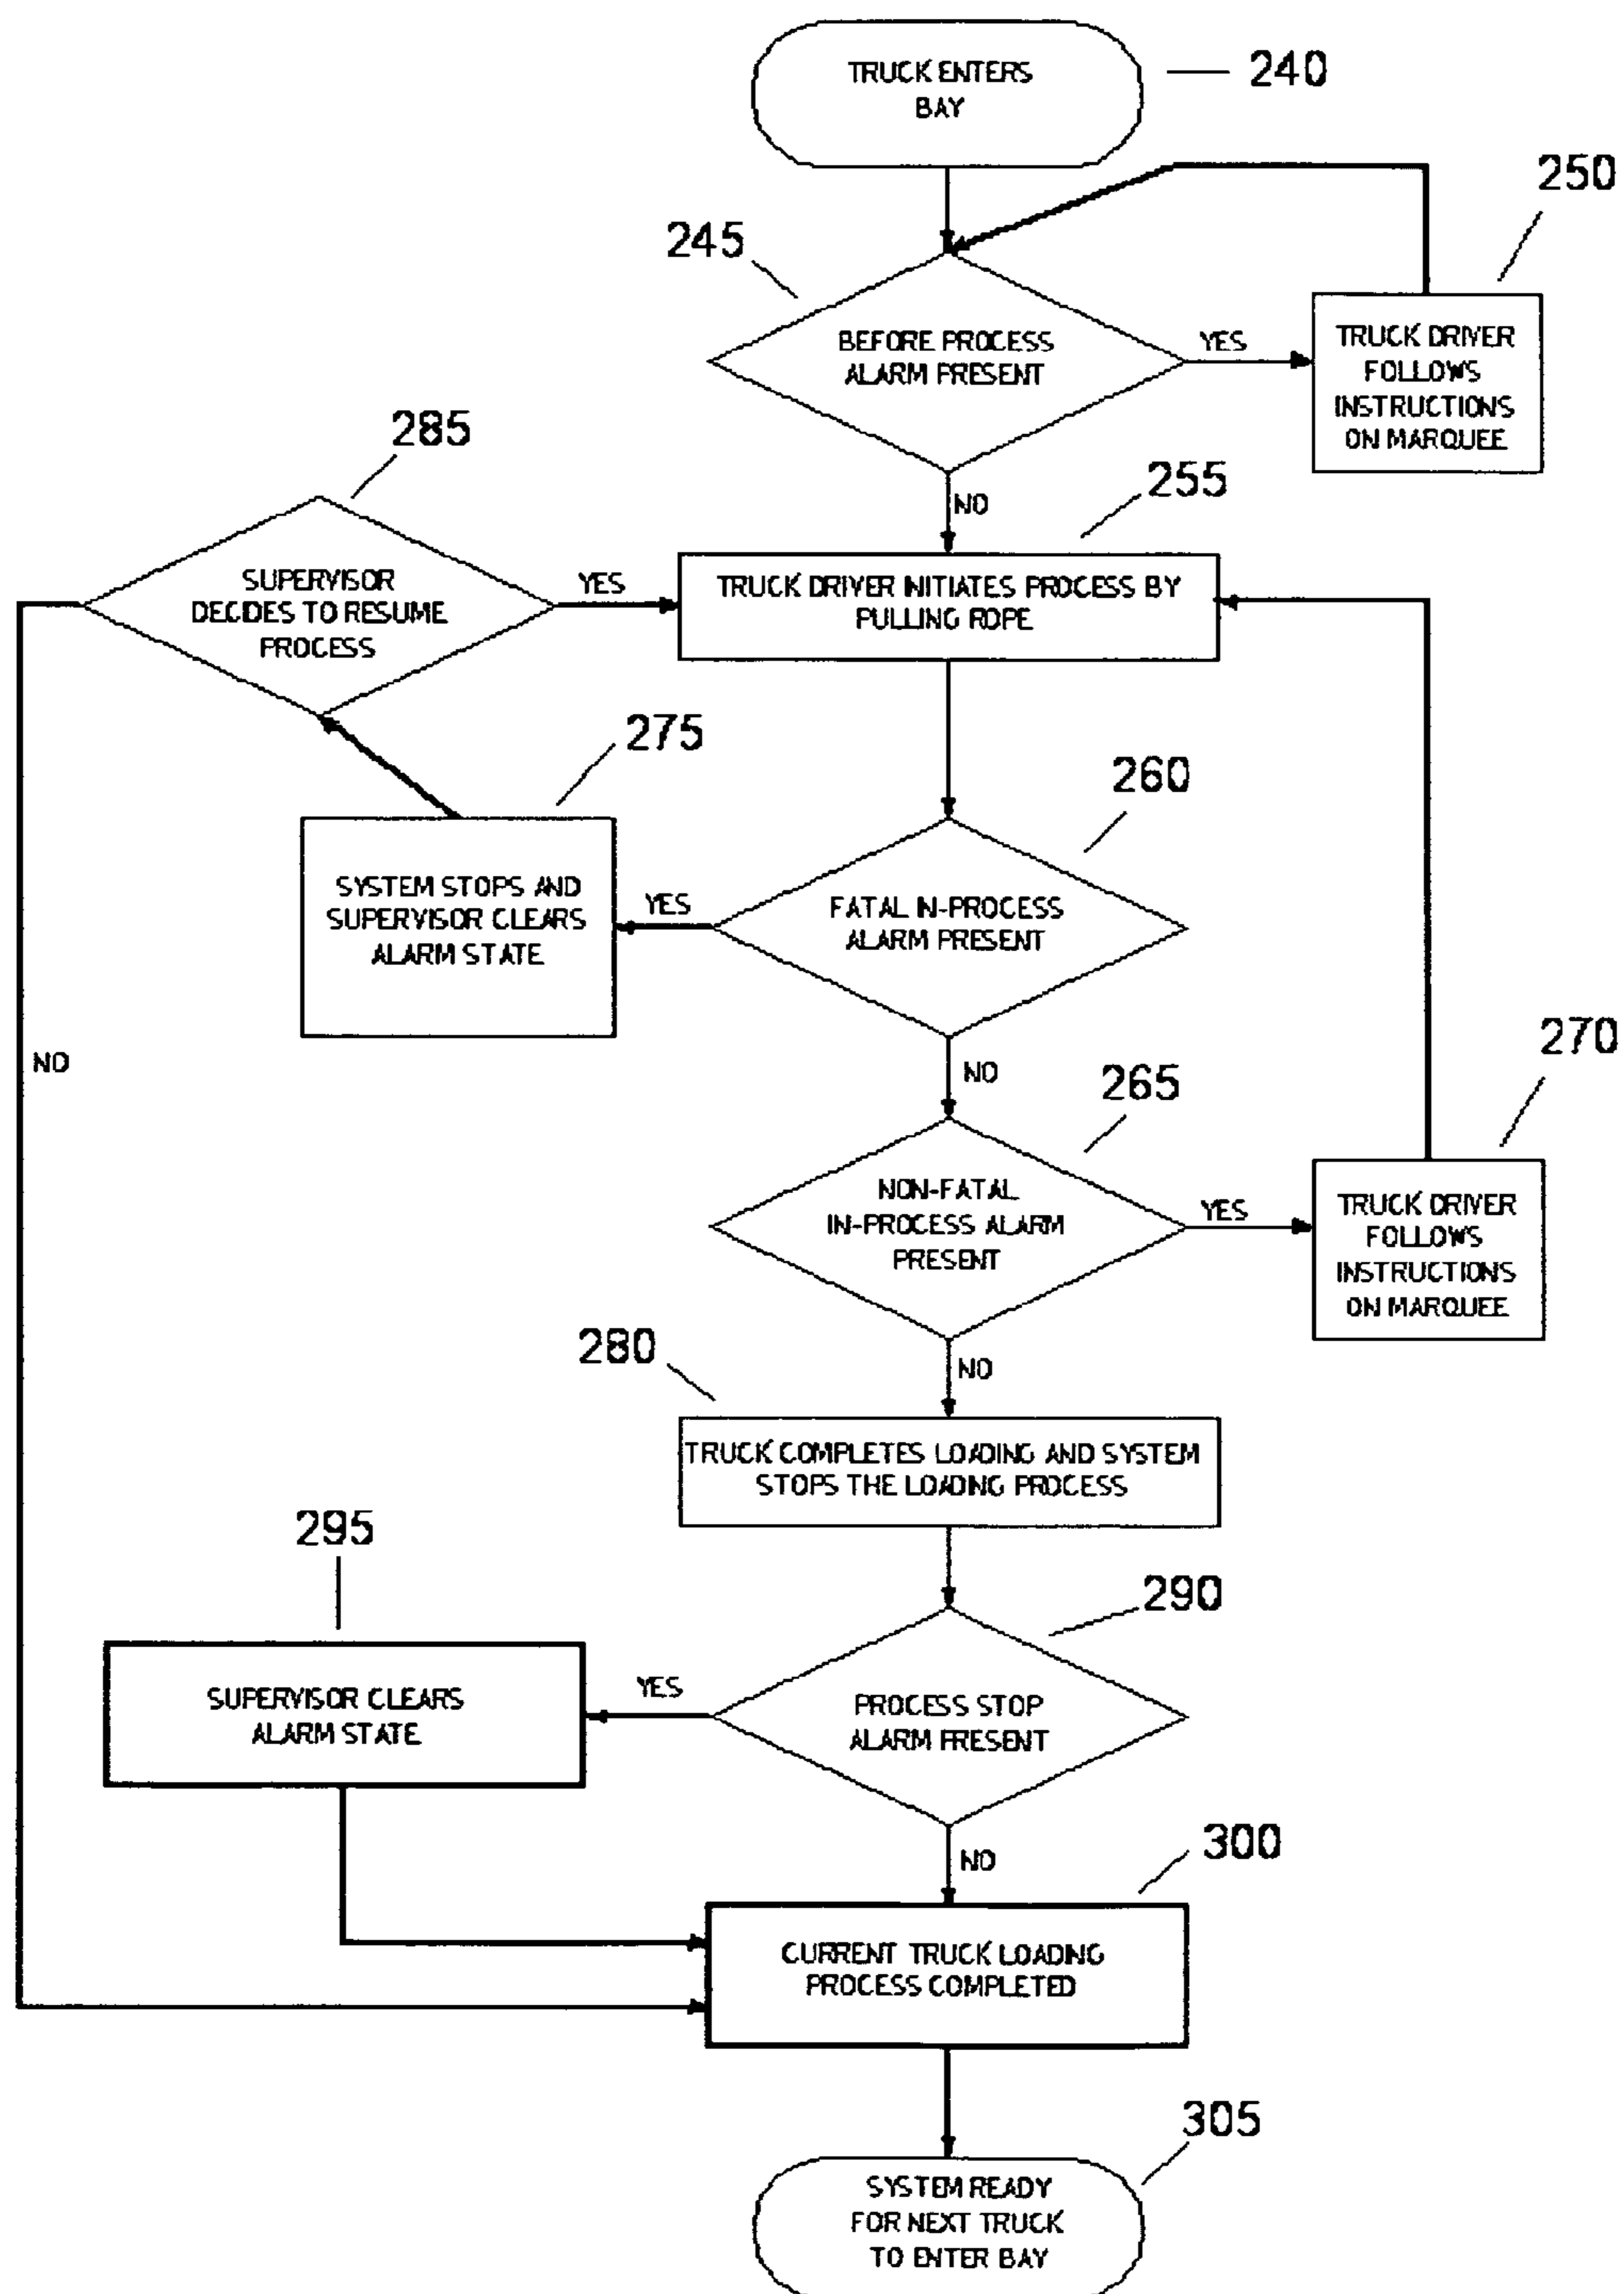 TRUCK ENTERS
BAY
240
250
245
BEFORE PROCESS
ALARM PRESENT
YES
TRUCK DRIVER
FOLLOWS
INSTRUCTIONS
ON MARQUEE
285
255
NO
SUPERVISOR
DECIDES TO RESUME
PROCESS
YES
TRUCK DRIVER INITIATES PROCESS BY
PULLING ROPE
275
260
SYSTEM STOPS AND
SUPERVISOR CLEARS
ALARM STATE
YES
FATAL IN-PROCESS
ALARM PRESENT
NO
NO
265
270
NON-FATAL
IN-PROCESS ALARM
PRESENT
YES
TRUCK DRIVER
FOLLOWS
INSTRUCTIONS
ON MARQUEE
280
NO
TRUCK COMPLETES LOADING AND SYSTEM
STOPS THE LOADING PROCESS
295
290
SUPERVISOR CLEARS
ALARM STATE
YES
PROCESS STOP
ALARM PRESENT
300
NO
CURRENT TRUCK LOADING
PROCESS COMPLETED
305
SYSTEM READY
FOR NEXT TRUCK
TO ENTER BAY